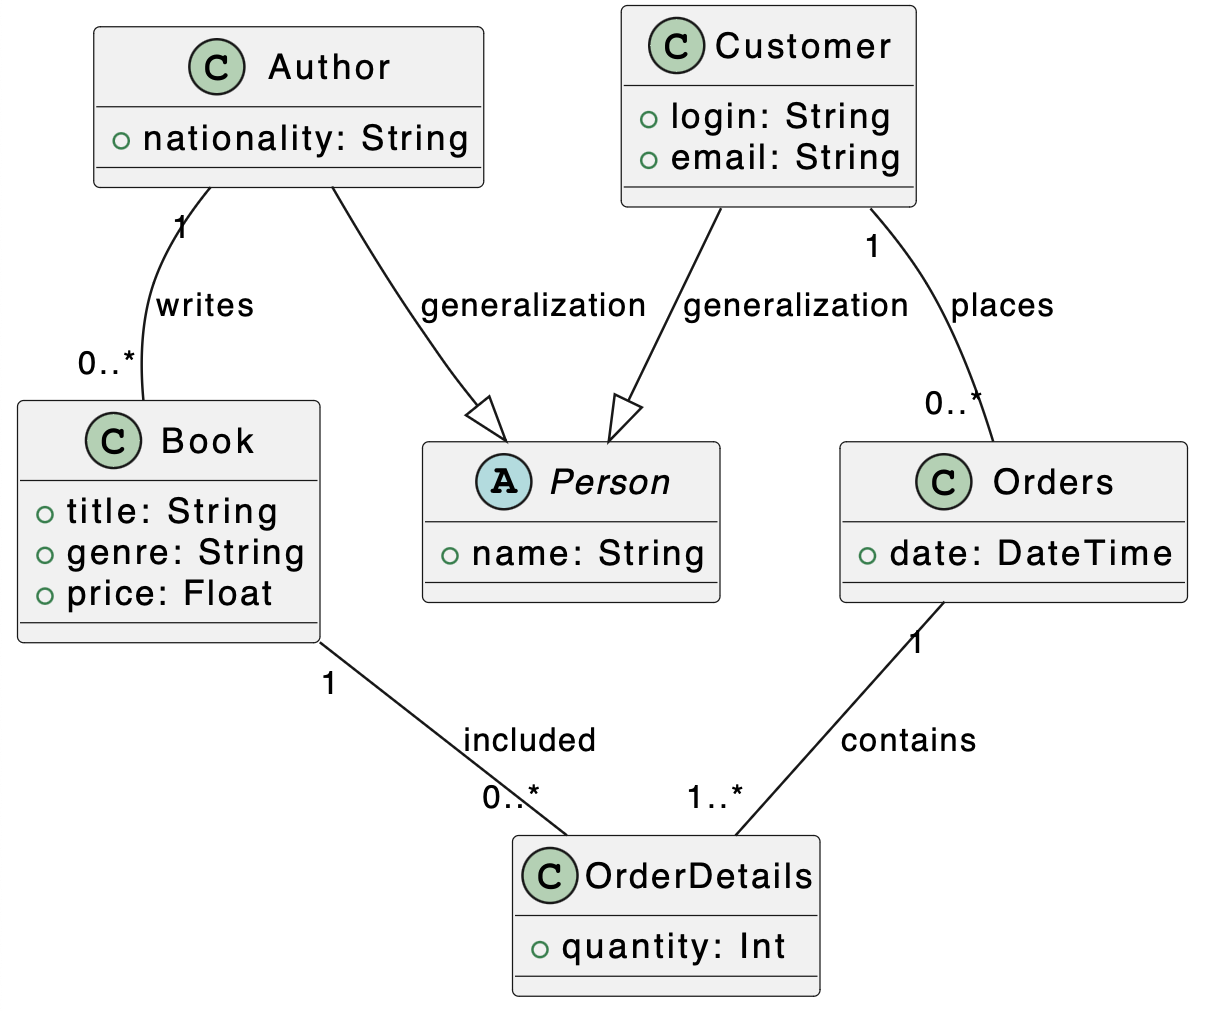 C Author
nationality: String
C Customer
login: String
email: String
1
writes
0..*
generalization
generalization
1
places
0..*
C Book
title: String
genre: String
price: Float
A Person
name: String
C Orders
date: DateTime
1
included
0..*
1
contains
1..*
C OrderDetails
quantity: Int